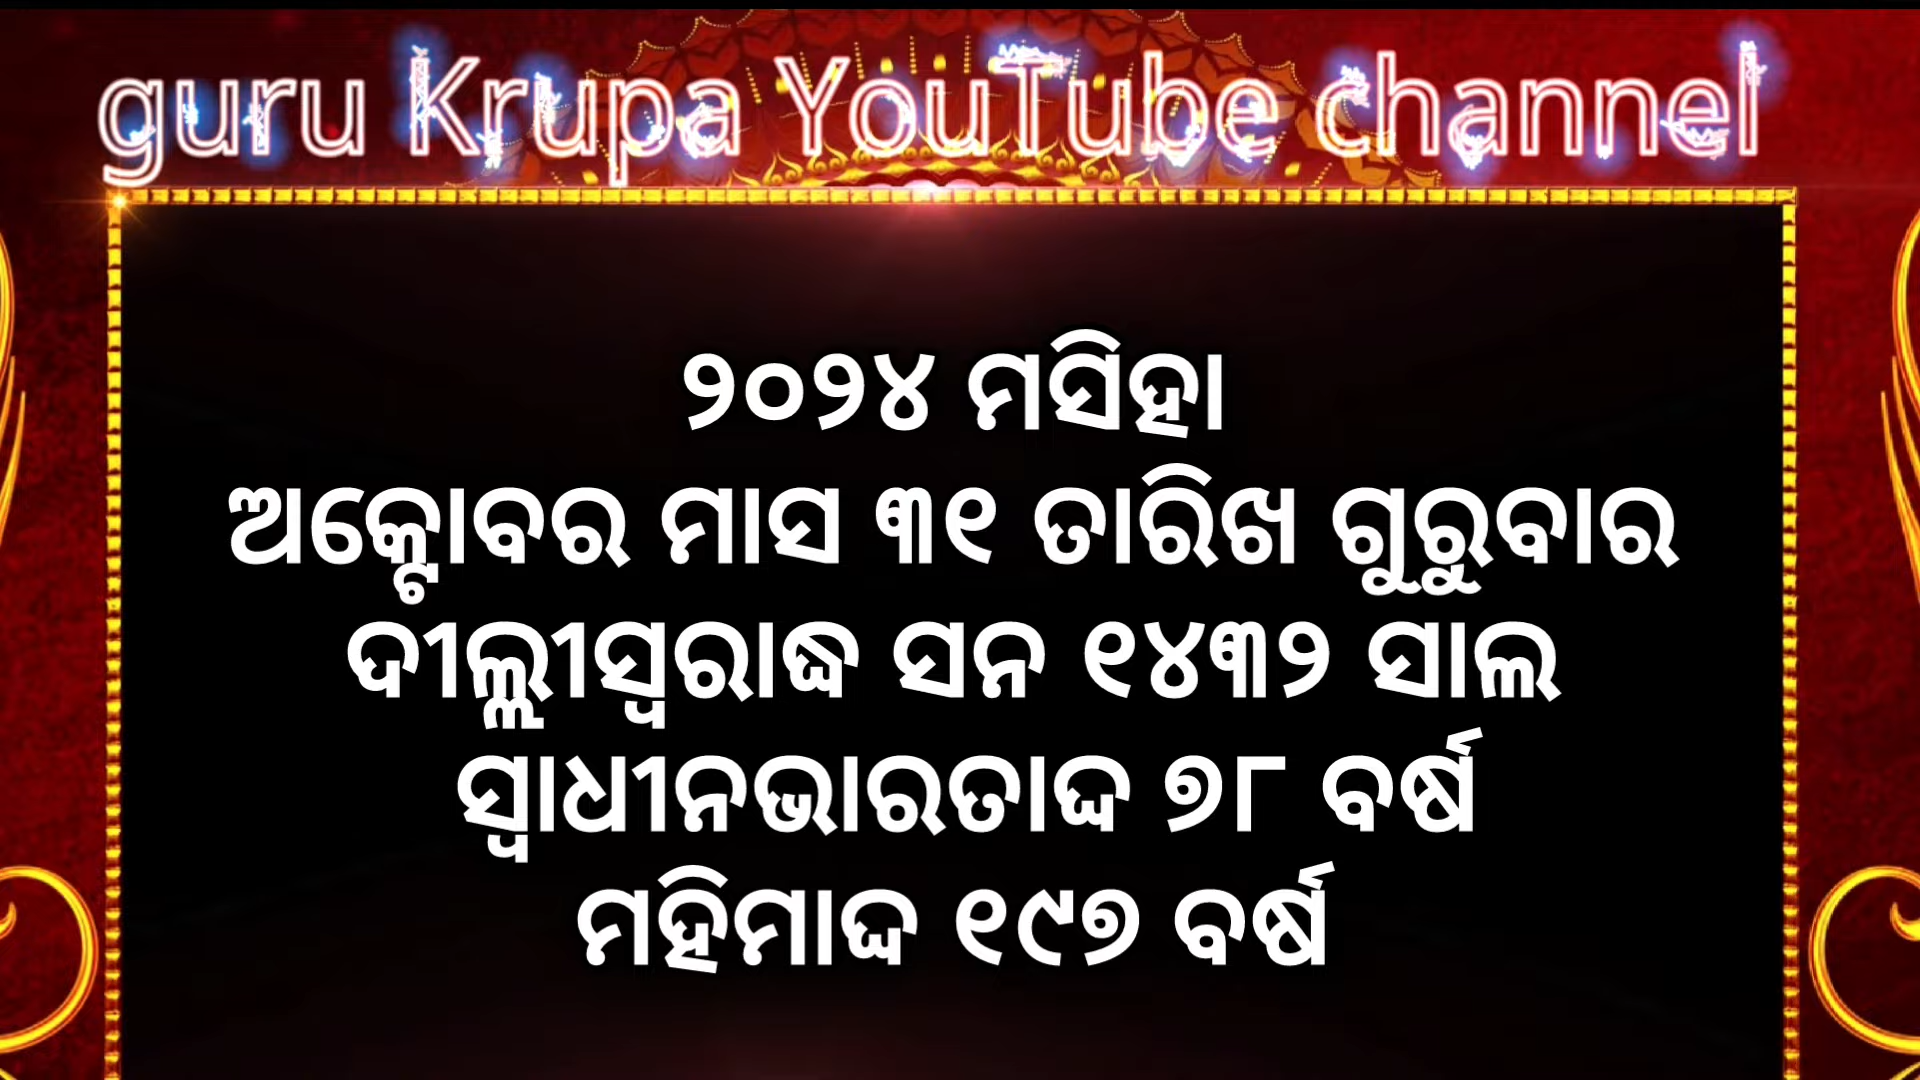 guru Krupa YouTube channel
୨୦୨୪ ମସିହା
ଅକ୍ଟୋବର ମାସ ୩୧ ତାରିଖ ଗୁରୁବାର
ଦୀଲ୍ଲୀସ୍ୱରାଦ୍ଧ ସନ ୧୪୩୨ ସାଲ
ସ୍ୱାଧୀନଭାରତାଦ୍ଦ ୭୮ ବର୍ଷ
ମହିମାଦ୍ଦ ୧୯୭ ବର୍ଷ